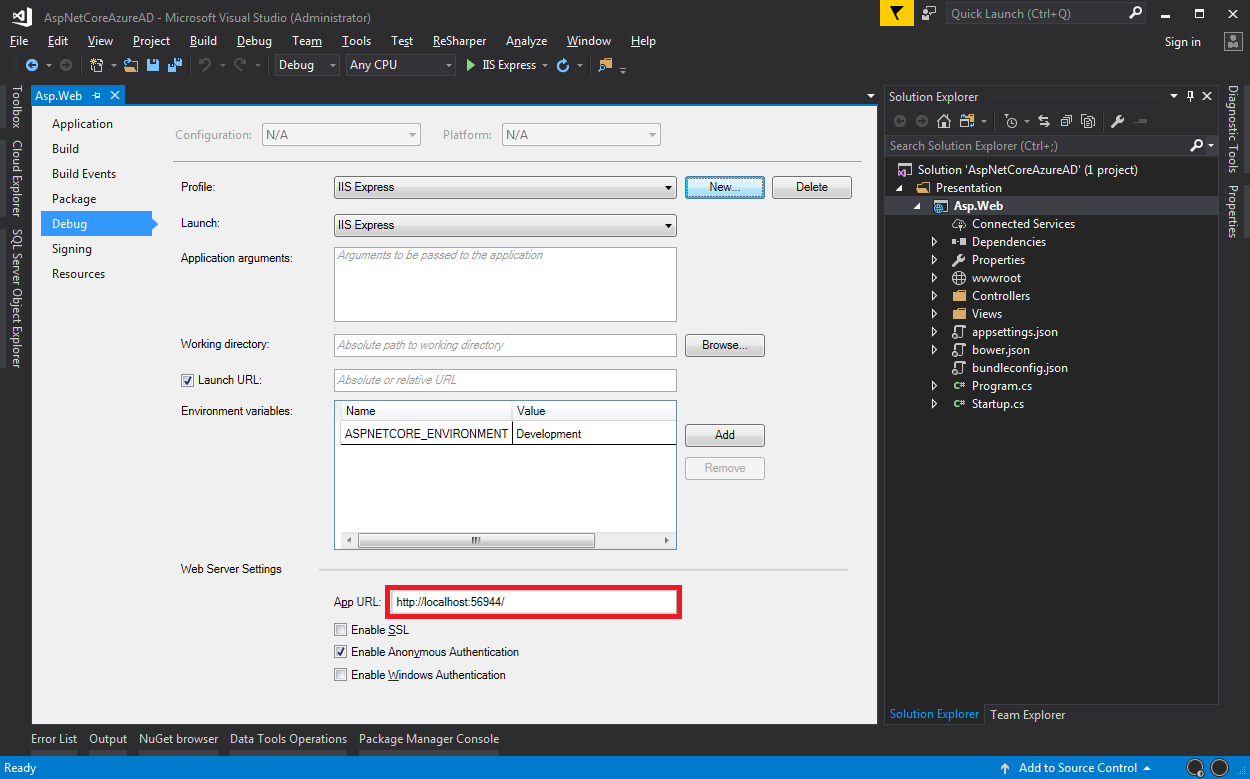 AspNetCoreAzureAD - Microsoft Visual Studio (Administrator)
Quick Launch (Ctrl+Q)
File Edit View Project Build Debug Team Tools Test ReSharper Analyze Window Help
Sign in
Debug Any CPU IIS Express
Toolbox
Cloud Explorer
SQL Server Object Explorer
Asp.Web
Application
Build
Build Events
Package
Debug
Signing
Resources
Configuration: N/A Platform: N/A
Profile: IIS Express New... Delete
Launch: IIS Express
Application arguments: Arguments to be passed to the application
Working directory: Absolute path to working directory Browse...
Launch URL: Absolute or relative URL
Environment variables: Name Value
ASPNETCORE_ENVIRONMENT Development Add
Remove
Web Server Settings
App URL: http://localhost:56944/
Enable SSL
Enable Anonymous Authentication
Enable Windows Authentication
Solution Explorer
Search Solution Explorer (Ctrl+;)
Solution 'AspNetCoreAzureAD' (1 project)
Presentation
Asp.Web
Connected Services
Dependencies
Properties
wwwroot
Controllers
Views
appsettings.json
bower.json
bundleconfig.json
C# Program.cs
C# Startup.cs
Solution Explorer Team Explorer
Diagnostic Tools
Properties
Error List Output NuGet browser Data Tools Operations Package Manager Console
Ready
Add to Source Control